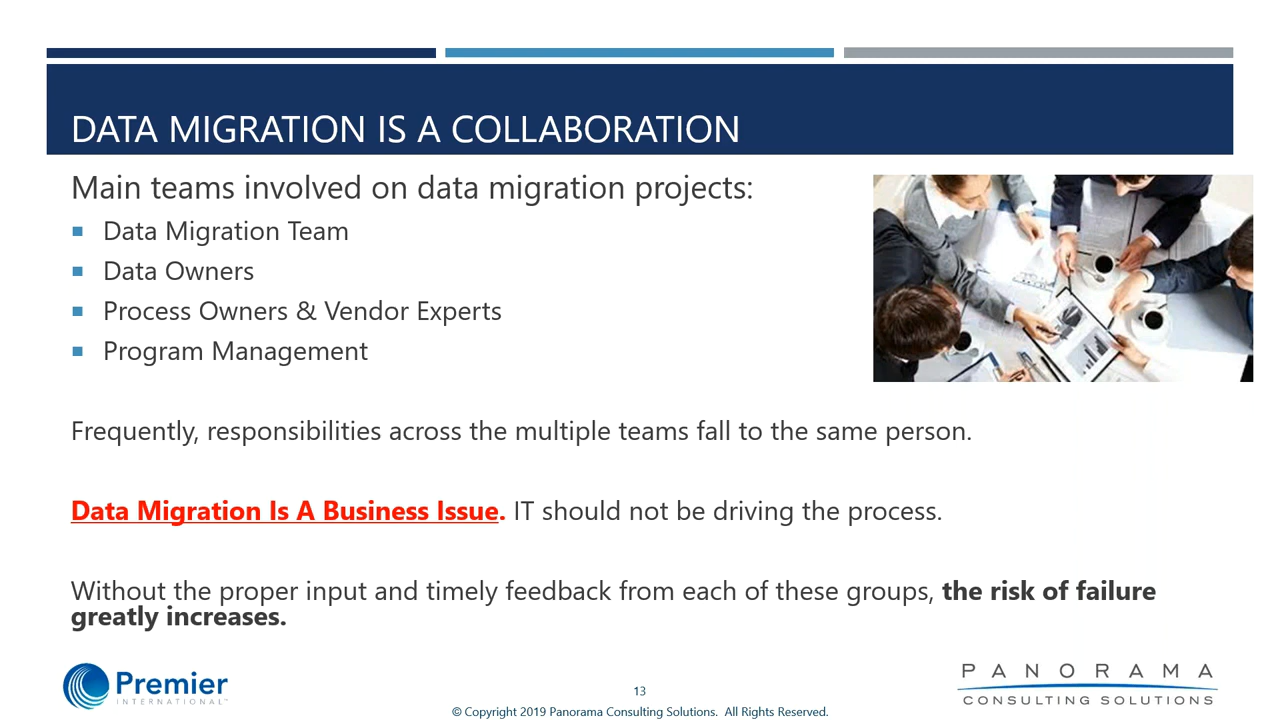 DATA MIGRATION IS A COLLABORATION
Main teams involved on data migration projects:
Data Migration Team
Data Owners
Process Owners & Vendor Experts
Program Management
Frequently, responsibilities across the multiple teams fall to the same person.
Data Migration Is A Business Issue. IT should not be driving the process.
Without the proper input and timely feedback from each of these groups, the risk of failure
greatly increases.
Premier
INTERNATIONAL™
13
© Copyright 2019 Panorama Consulting Solutions. All Rights Reserved.
PANORAMA
CONSULTING SOLUTIONS